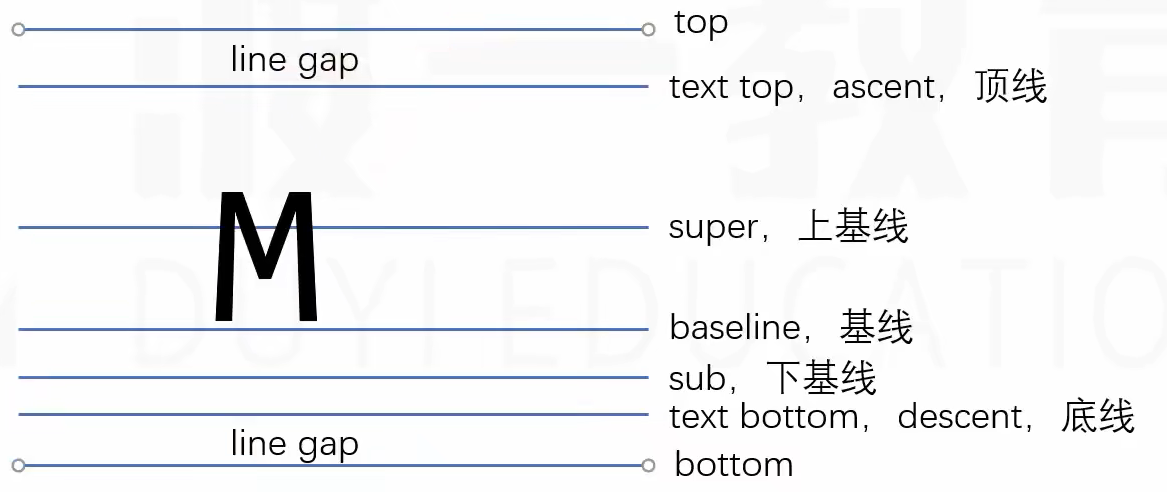 top
line gap
text top，ascent，顶线
M
super，上基线
DUYI EDUCATION
baseline，基线
sub，下基线
text bottom，descent，底线
line gap
bottom